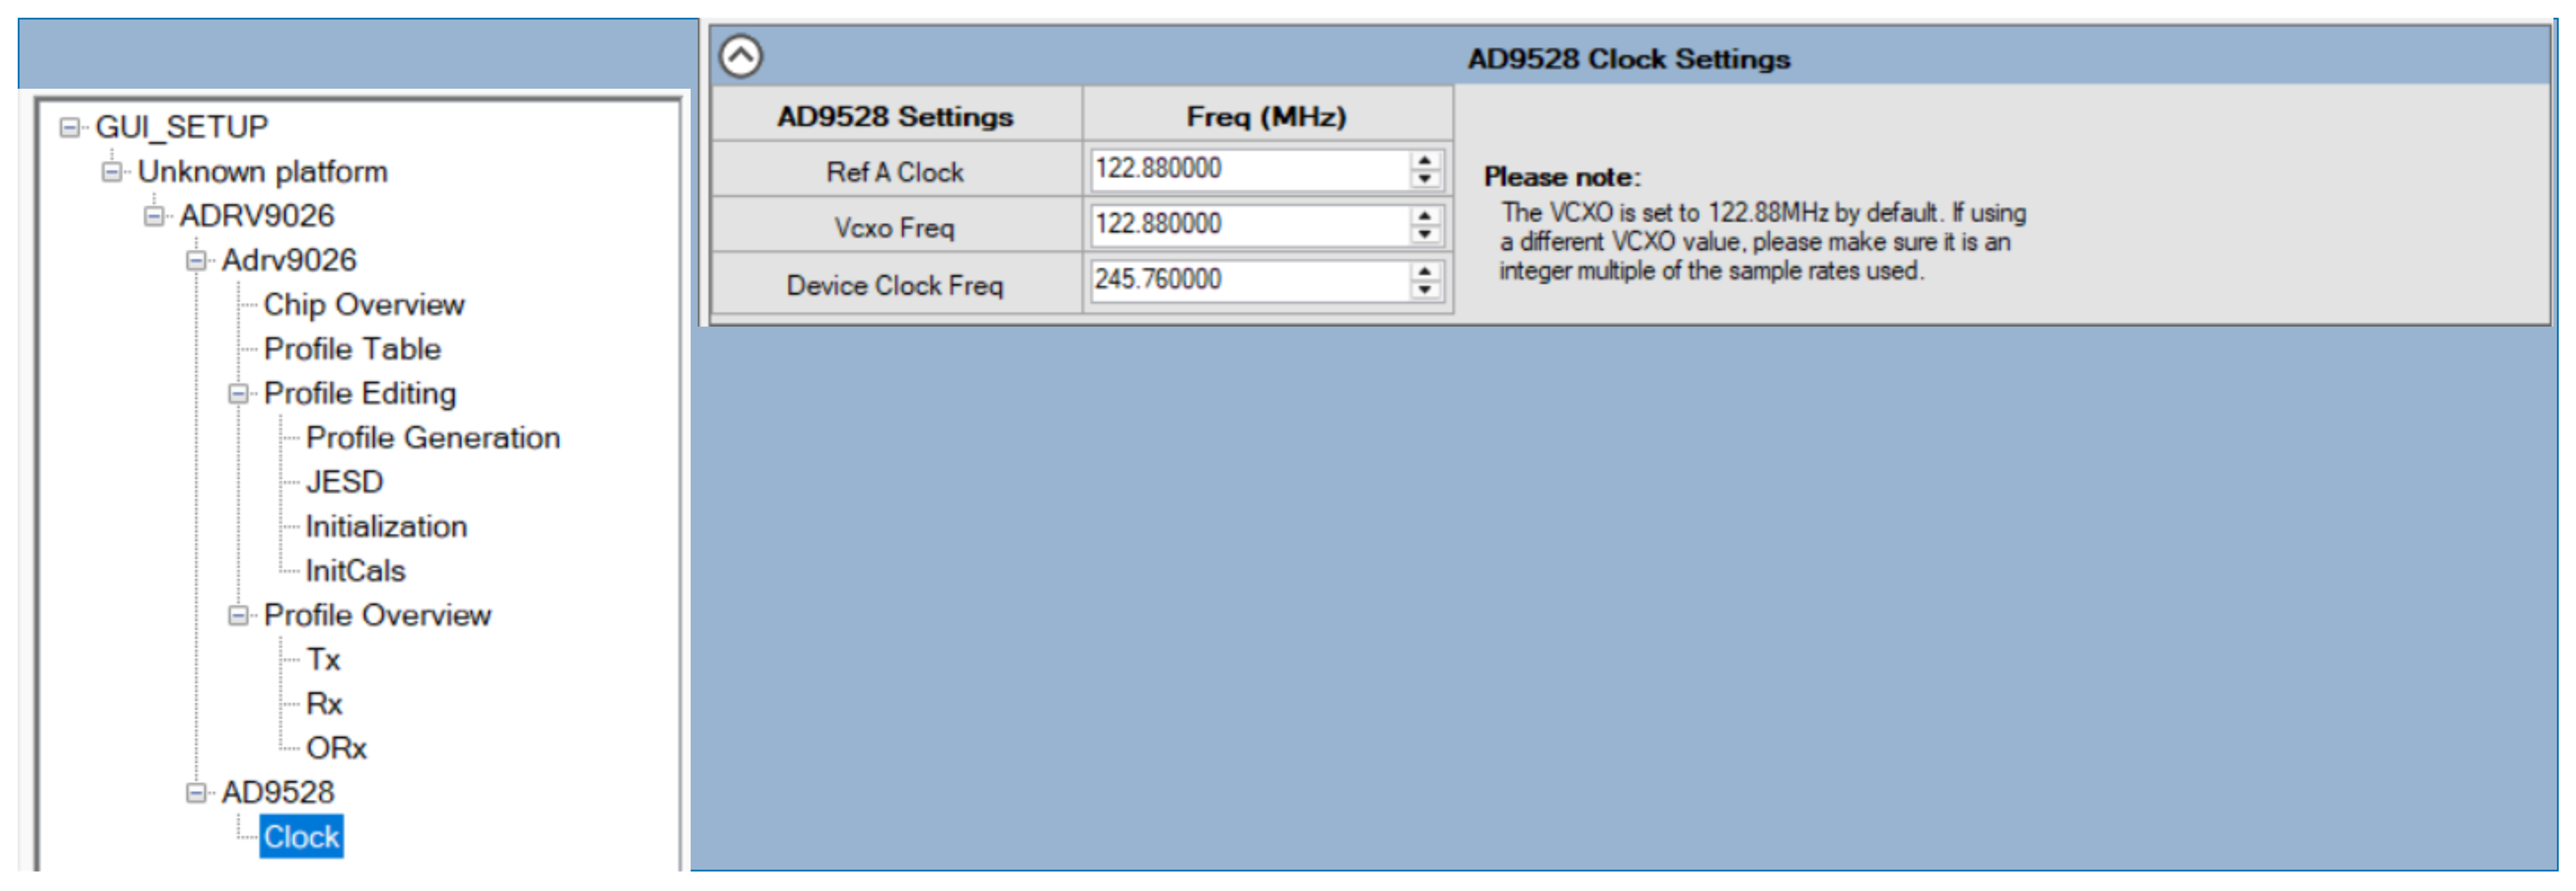 GUI_SETUP
Unknown platform
ADRV9026
Adrv9026
Chip Overview
Profile Table
Profile Editing
Profile Generation
JESD
Initialization
InitCals
Profile Overview
Tx
Rx
ORx
AD9528
Clock
AD9528 Clock Settings
AD9528 Settings Freq (MHz)
Ref A Clock 122.880000
Vcxo Freq 122.880000
Device Clock Freq 245.760000
Please note:
The VCXO is set to 122.88MHz by default. If using
a different VCXO value, please make sure it is an
integer multiple of the sample rates used.